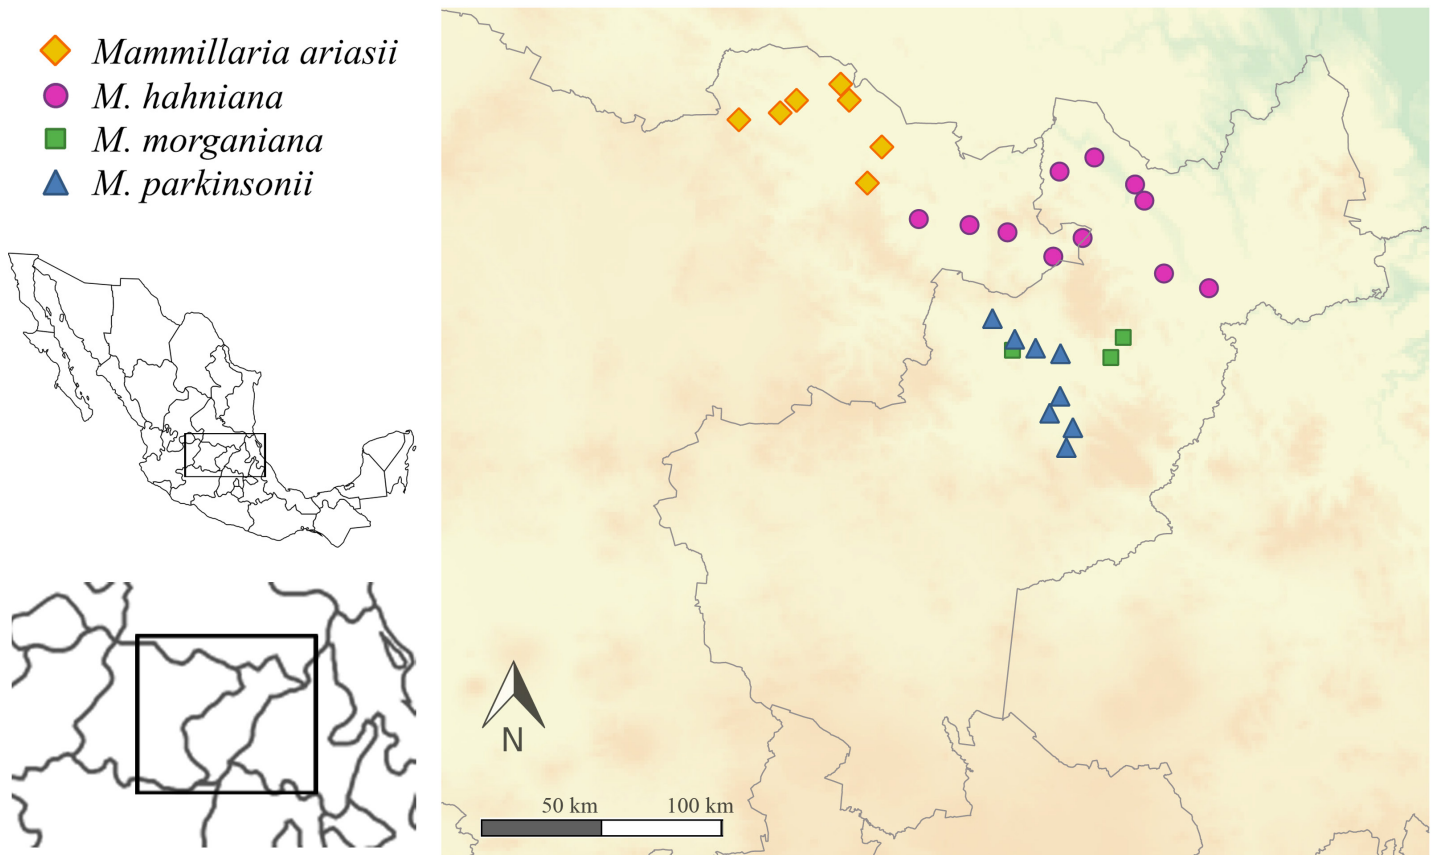 Mammillaria ariasii
M. hahniana
M. morganiana
M. parkinsonii
N
50 km 100 km